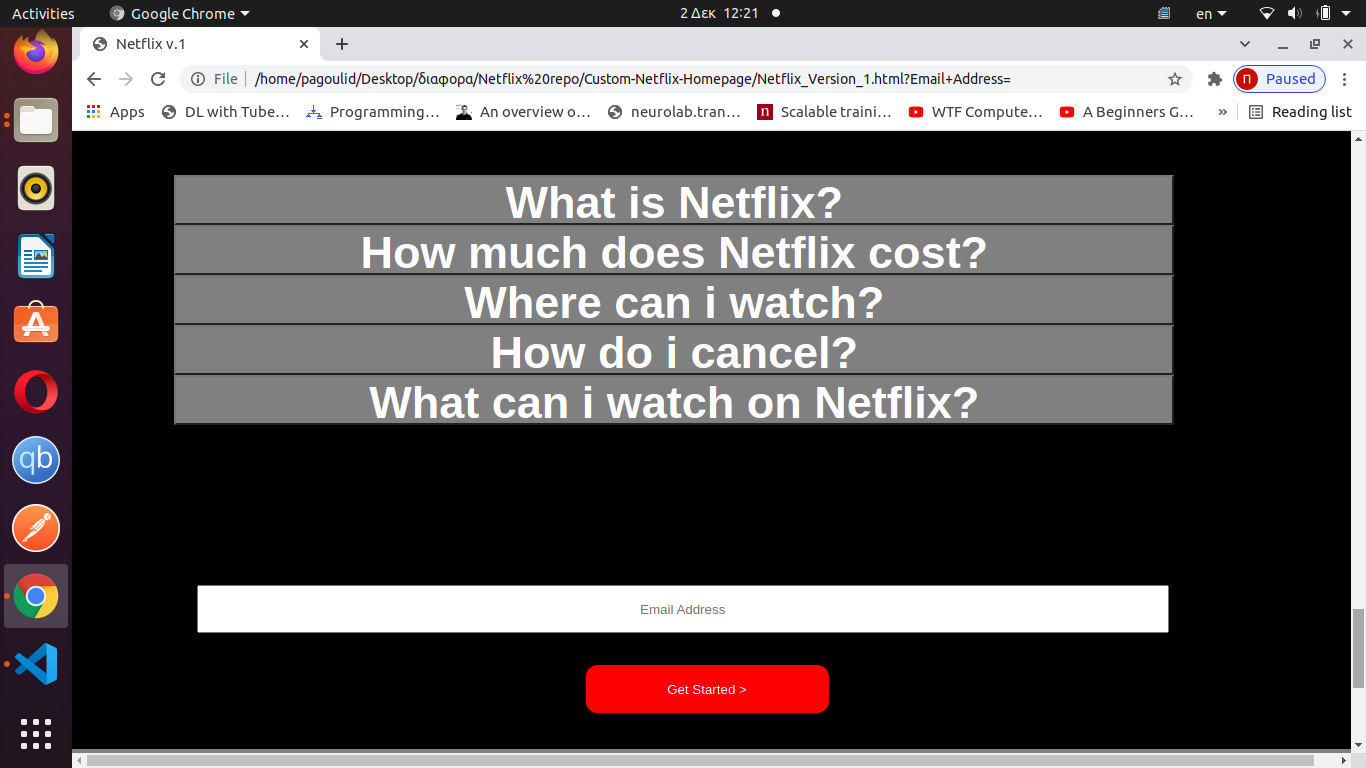 Activities Google Chrome 2 Δεκ 12:21 en
Netflix v.1
File /home/pagoulid/Desktop/διαφορα/Netflix%20repo/Custom-Netflix-Homepage/Netflix_Version_1.html?Email+Address= Π Paused
Apps DL with Tube… Programming… An overview o… neurolab.tran… n Scalable traini… WTF Compute… A Beginners G… » Reading list
What is Netflix?
How much does Netflix cost?
Where can i watch?
How do i cancel?
What can i watch on Netflix?
qb
Email Address
Get Started >